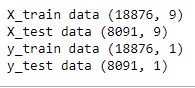 X_train data (18876, 9)
X_test data (8091, 9)
y_train data (18876, 1)
y_test data (8091, 1)